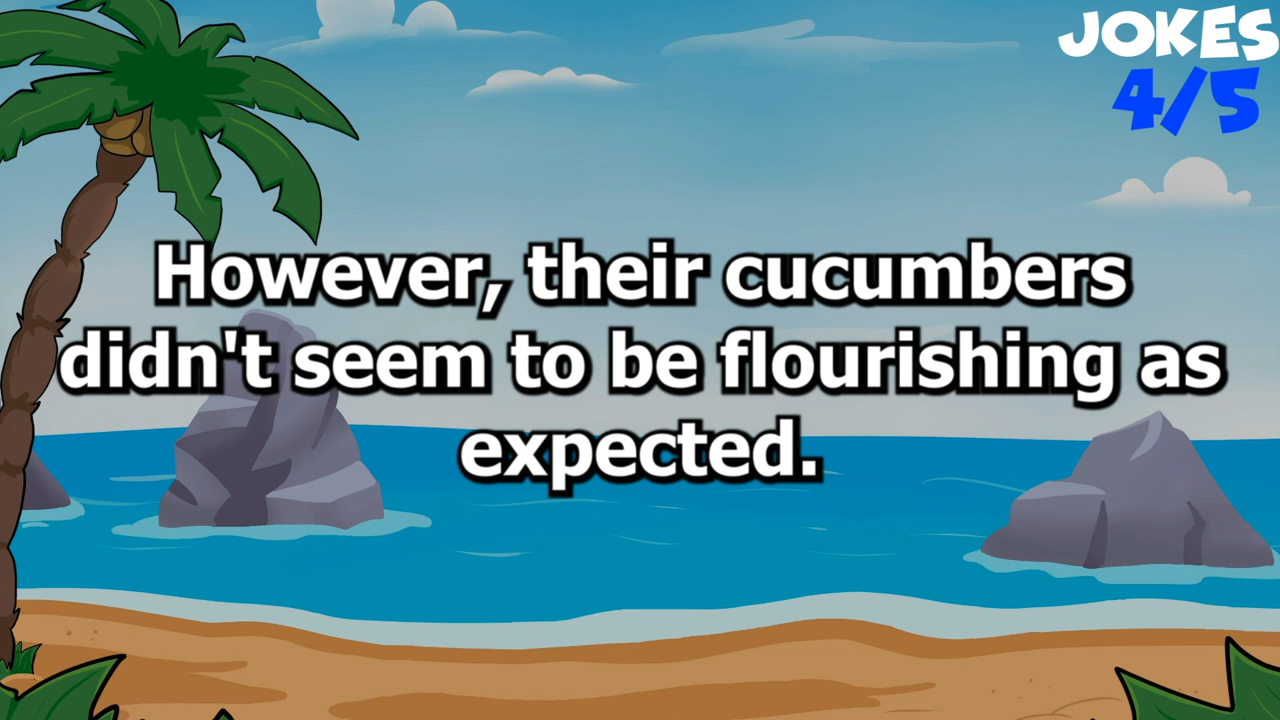 JOKES
4/5
However, their cucumbers
didn't seem to be flourishing as
expected.